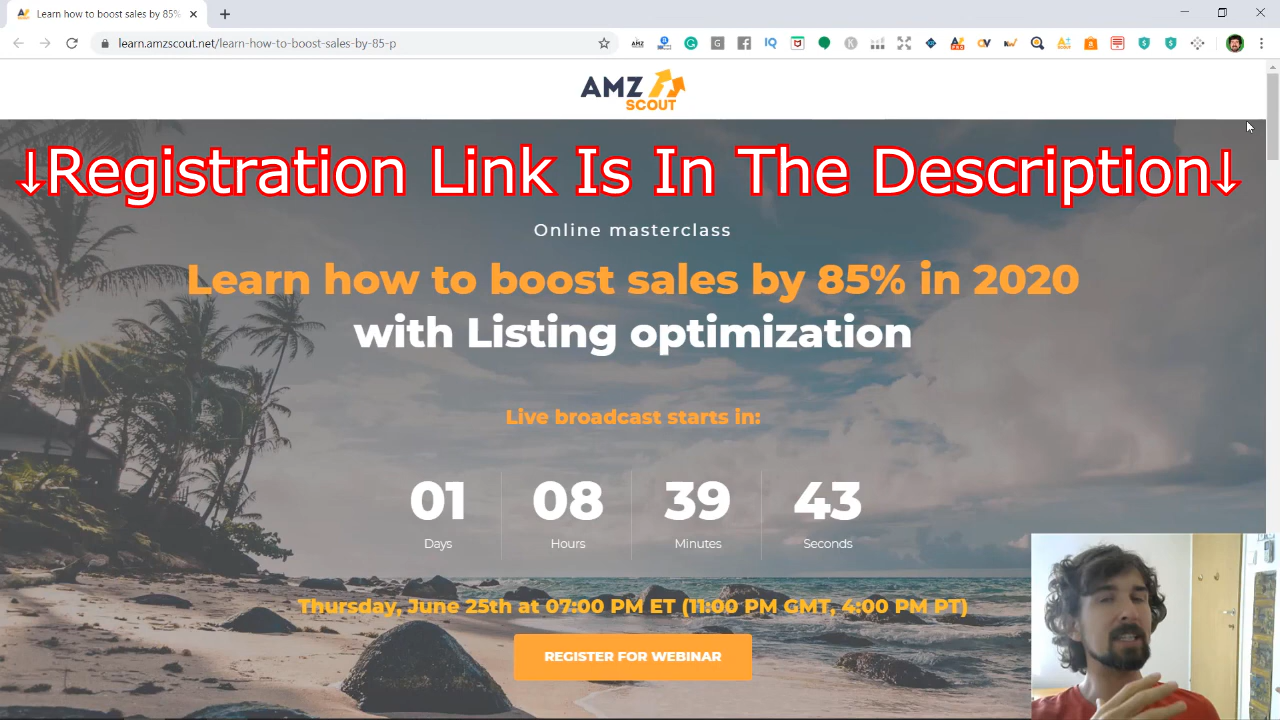 Learn how to boost sales by 85%
learn.amzscout.net/learn-how-to-boost-sales-by_35-p
AMZ
SCOUT
↓Registration Link Is In The Description↓
Online masterclass
Learn how to boost sales by 85% in 2020
with Listing optimization
Live broadcast starts in:
01 08 39 43
Days Hours Minutes Seconds
Thursday, June 25th at 07:00 PM ET (11:00 PM GMT, 4:00 PM PT)
REGISTER FOR WEBINAR